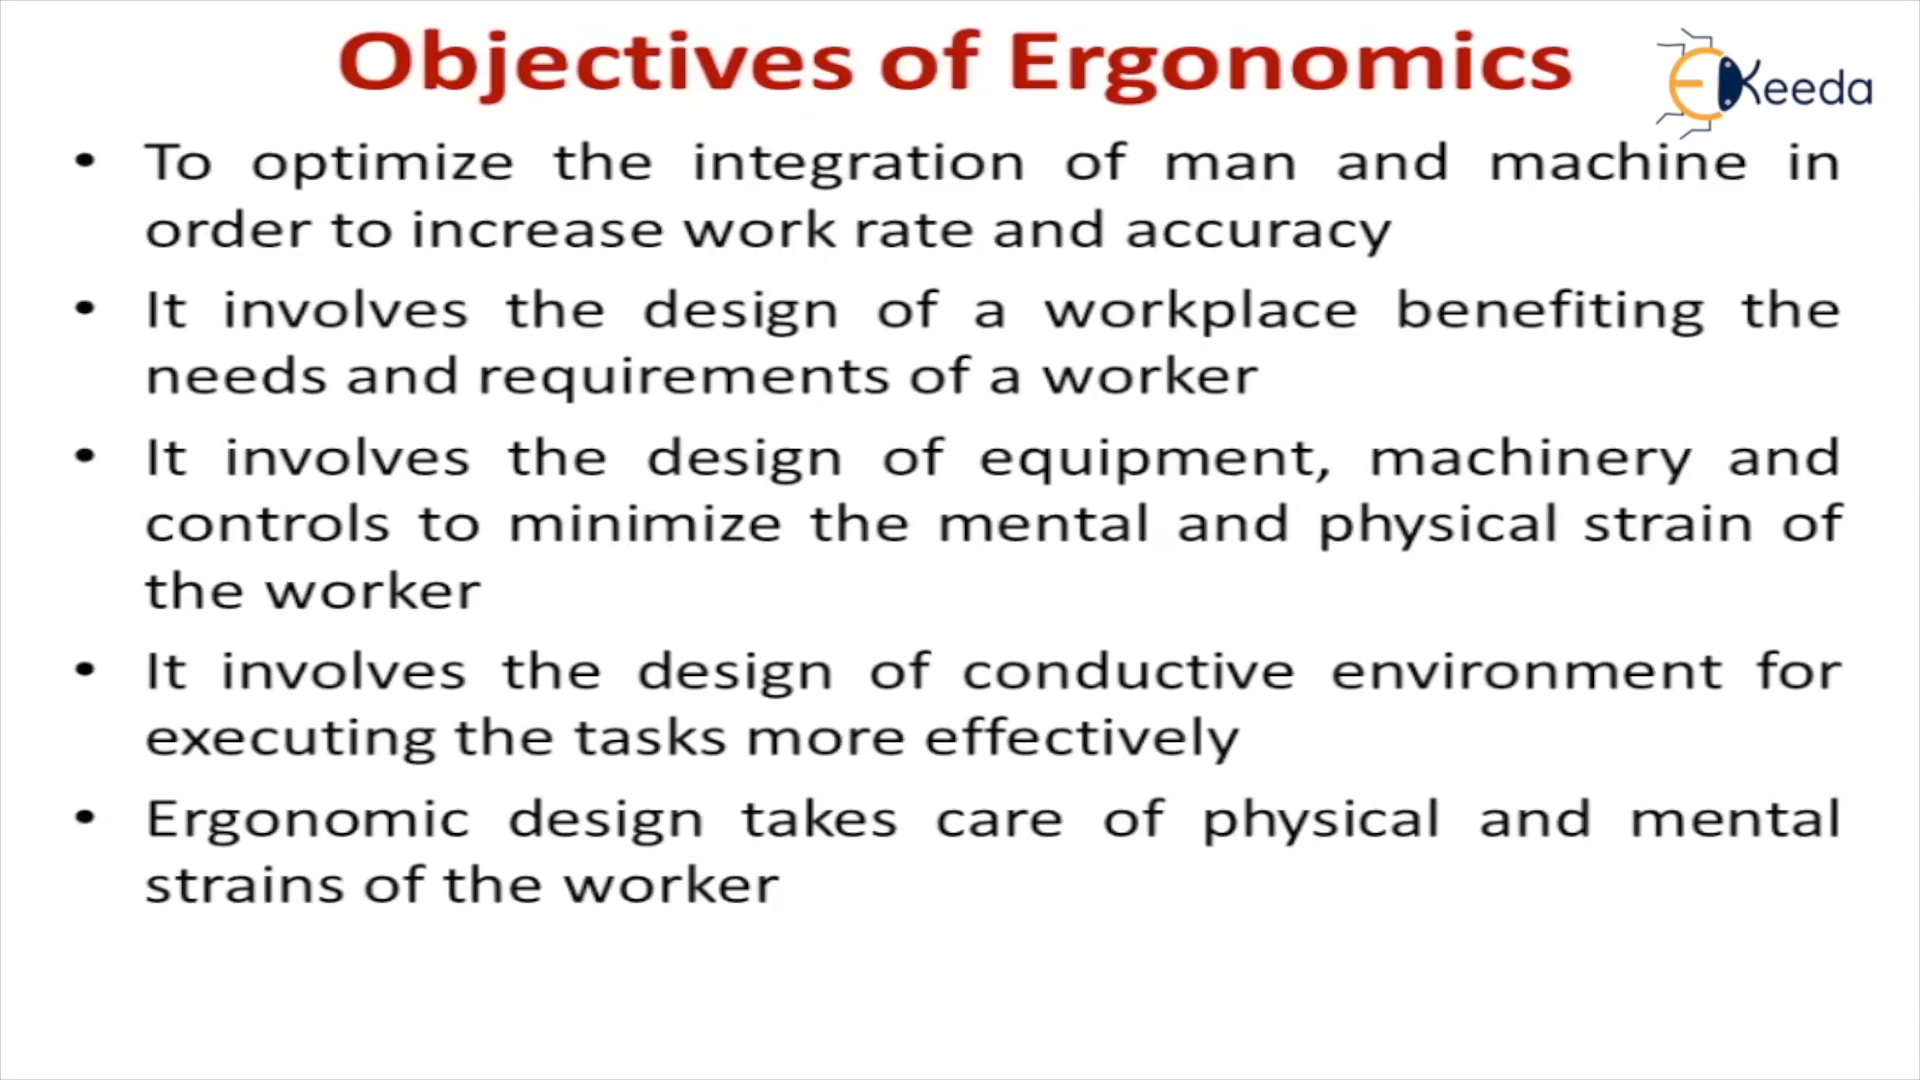 Objectives of Ergonomics
EKeeda
• To optimize the integration of man and machine in
order to increase work rate and accuracy
• It involves the design of a workplace benefiting the
needs and requirements of a worker
• It involves the design of equipment, machinery and
controls to minimize the mental and physical strain of
the worker
• It involves the design of conductive environment for
executing the tasks more effectively
• Ergonomic design takes care of physical and mental
strains of the worker